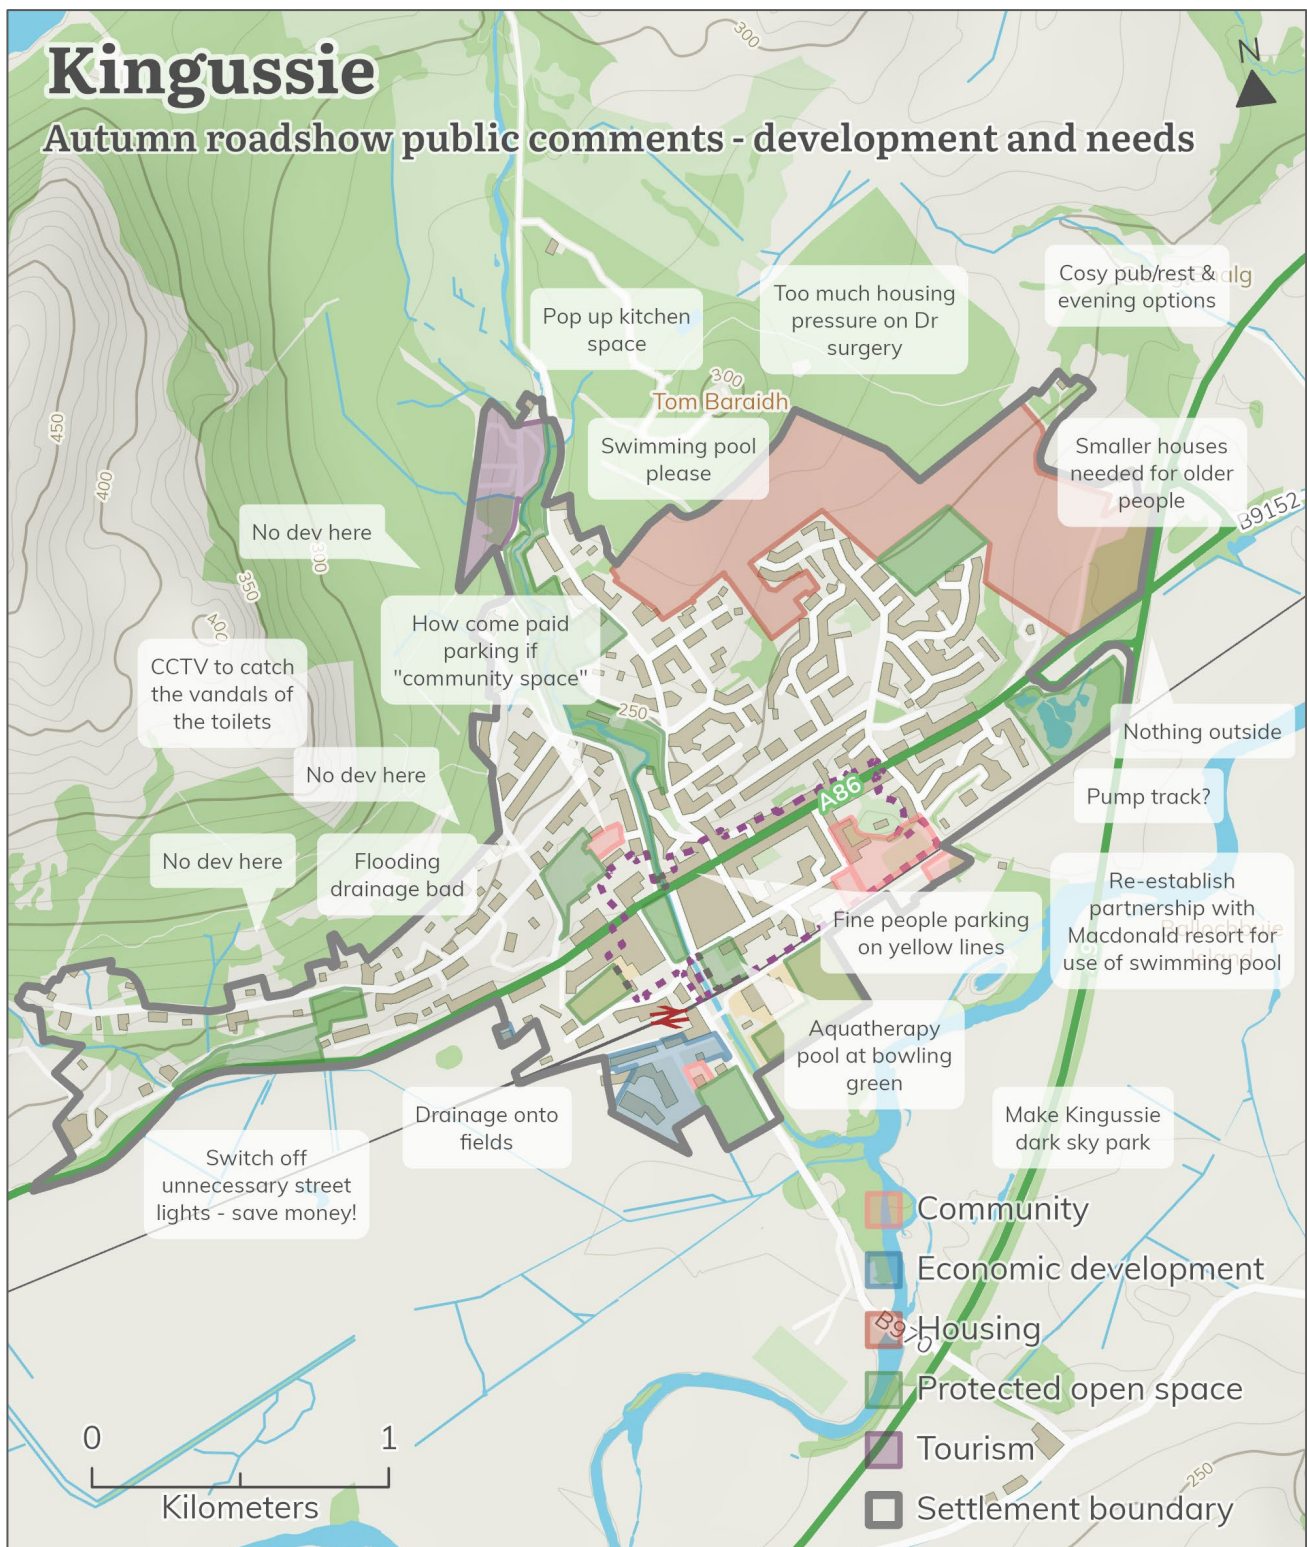 Kingussie
Autumn roadshow public comments - development and needs
N
300
Cosy pub/rest &
evening options
Too much housing
pressure on Dr
surgery
Pop up kitchen
space
300
Tom Baraidh
450
Swimming pool
please
Smaller houses
needed for older
people
400
B9152
No dev here
300
350
400
How come paid
parking if
"community space"
CCTV to catch
the vandals of
the toilets
250
Nothing outside
No dev here
A86
Pump track?
No dev here
Flooding
drainage bad
Re-establish
partnership with
Macdonald resort for
use of swimming pool
Fine people parking
on yellow lines
Aquatherapy
pool at bowling
green
Drainage onto
fields
Make Kingussie
dark sky park
Switch off
unnecessary street
lights - save money!
Community
Economic development
Housing
Protected open space
Tourism
Settlement boundary
0 1
Kilometers
250